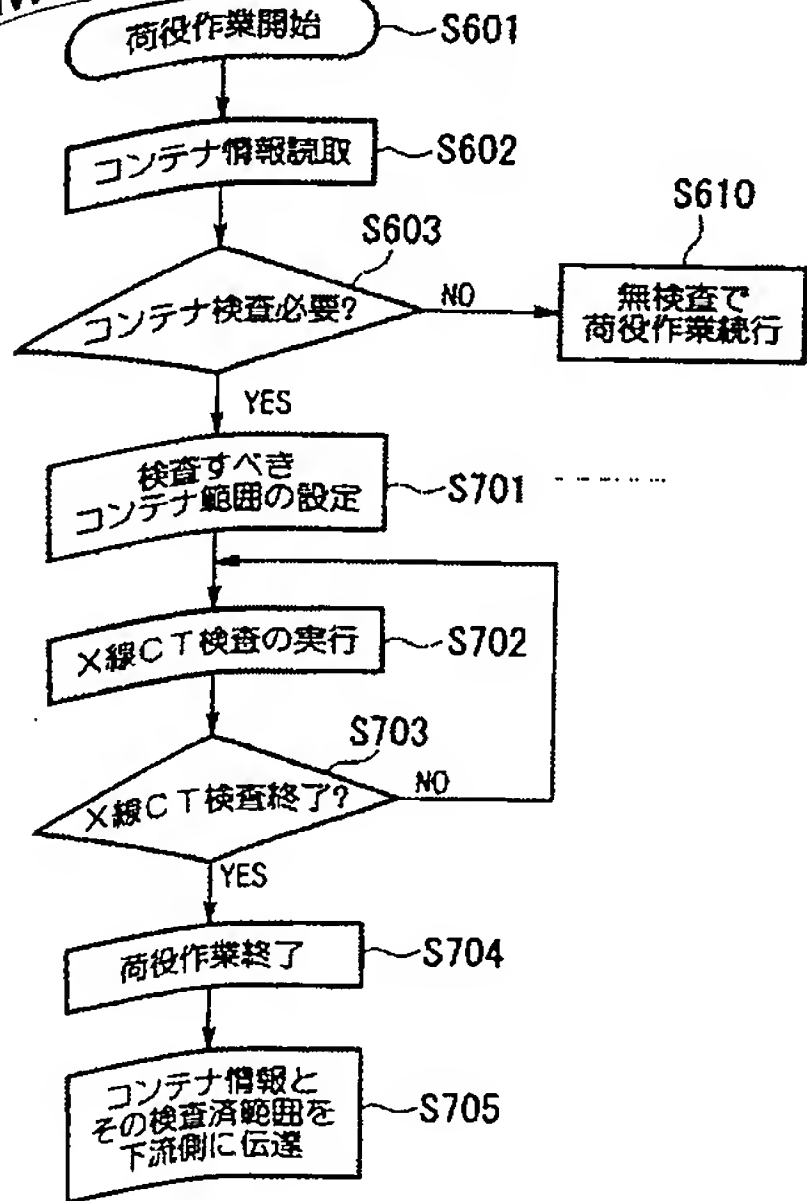 荷役作業開始
S601
コンテナ情報読取
S602
S603
コンテナ検査必要?
NO
S610
無検査で
荷役作業続行
YES
検査すべき
コンテナ範囲の設定
S701
X線CT検査の実行
S702
S703
X線CT検査終了?
NO
YES
荷役作業終了
S704
コンテナ情報と
その検査済範囲を
下流側に伝達
S705